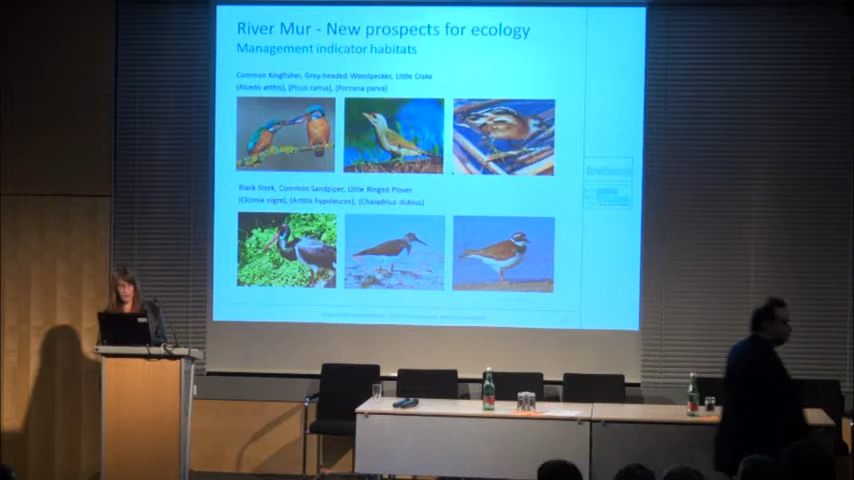 River Mur - New prospects for ecology
Management indicator habitats
Common Kingfisher, Grey-headed Woodpecker, Little Crake
(Alcedo atthis), (Picus canus), (Porzana parva)
Black Stork, Common Sandpiper, Little Ringed Plover
(Ciconia nigra), (Actitis hypoleucos), (Charadrius dubius)